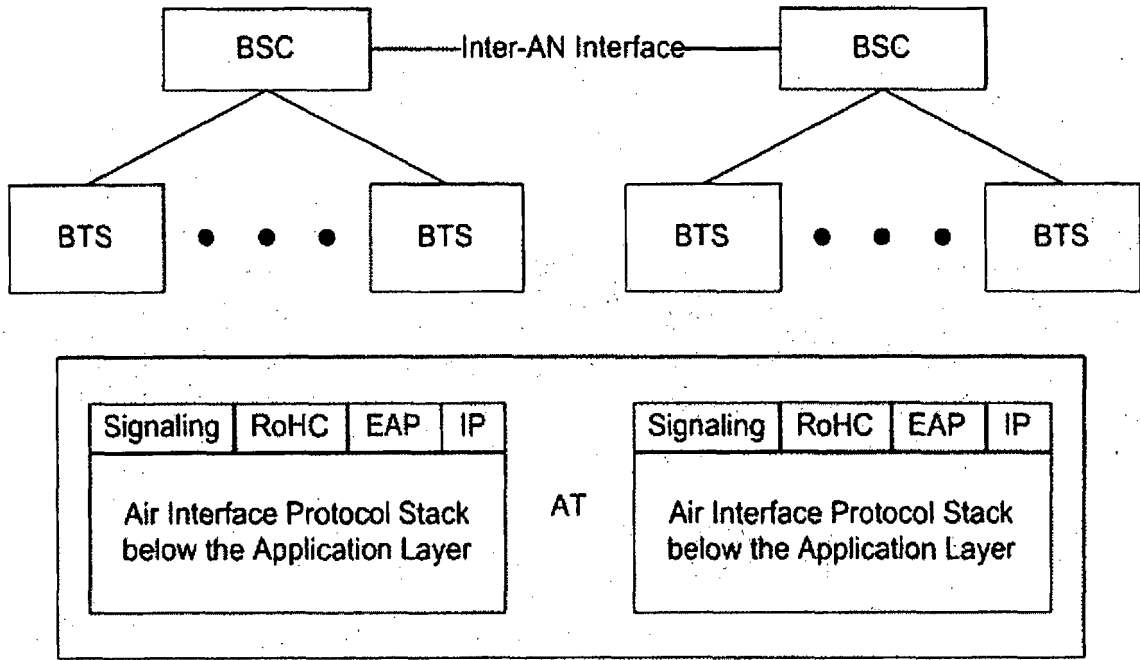 BSC
Inter-AN Interface
BSC
BTS
BTS
BTS
BTS
Signaling RoHC EAP IP
Air Interface Protocol Stack
below the Application Layer
AT
Signaling RoHC EAP IP
Air Interface Protocol Stack
below the Application Layer